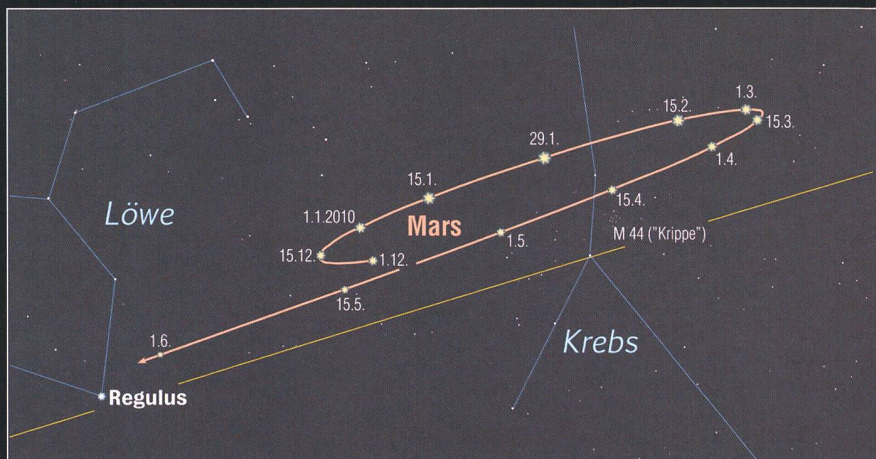 1.3.
15.2.
15.3.
29.1.
1.4.
15.1.
15.4.
Löwe
1.1.2010
Mars
M 44 ("Krippe")
1.5.
15.12.
1.12.
15.5.
Krebs
1.6.
Regulus